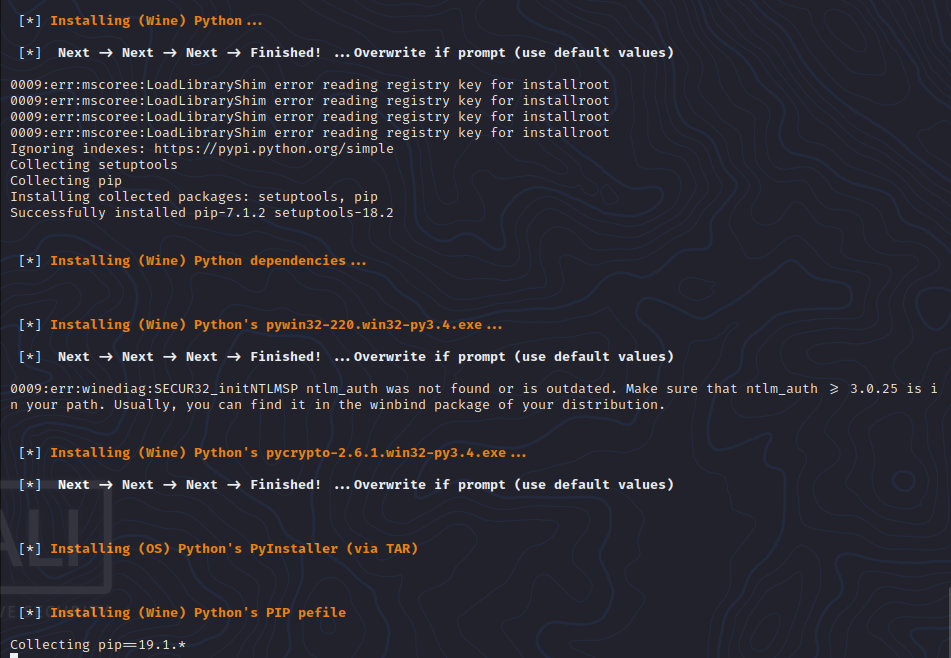 [*] Installing (Wine) Python...
[*]  Next → Next → Next → Finished! ...Overwrite if prompt (use default values)
0009:err:mscoree:LoadLibraryShim error reading registry key for installroot
0009:err:mscoree:LoadLibraryShim error reading registry key for installroot
0009:err:mscoree:LoadLibraryShim error reading registry key for installroot
0009:err:mscoree:LoadLibraryShim error reading registry key for installroot
Ignoring indexes: https://pypi.python.org/simple
Collecting setuptools
Collecting pip
Installing collected packages: setuptools, pip
Successfully installed pip-7.1.2 setuptools-18.2
[*] Installing (Wine) Python dependencies...
[*] Installing (Wine) Python's pywin32-220.win32-py3.4.exe...
[*]  Next → Next → Next → Finished! ...Overwrite if prompt (use default values)
0009:err:winediag:SECUR32_initNTLMSP ntlm_auth was not found or is outdated. Make sure that ntlm_auth ≥ 3.0.25 is i
n your path. Usually, you can find it in the winbind package of your distribution.
[*] Installing (Wine) Python's pycrypto-2.6.1.win32-py3.4.exe...
[*]  Next → Next → Next → Finished! ...Overwrite if prompt (use default values)
[*] Installing (OS) Python's PyInstaller (via TAR)
[*] Installing (Wine) Python's PIP pefile
Collecting pip==19.1.*
ALI